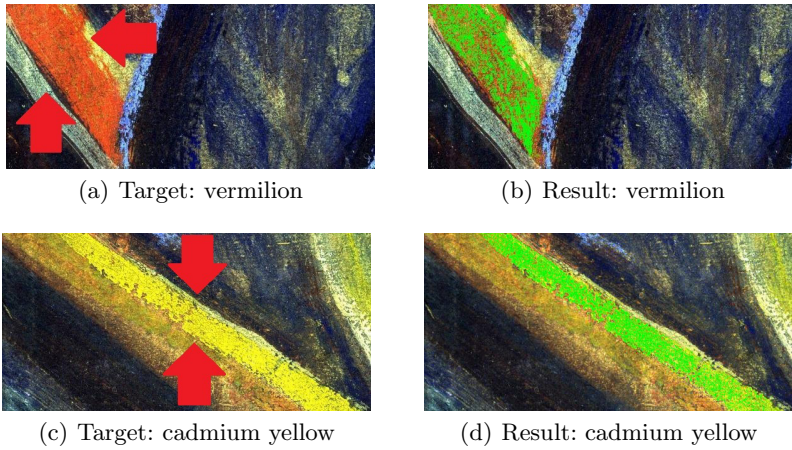 (a) Target: vermilion
(b) Result: vermilion
(c) Target: cadmium yellow
(d) Result: cadmium yellow